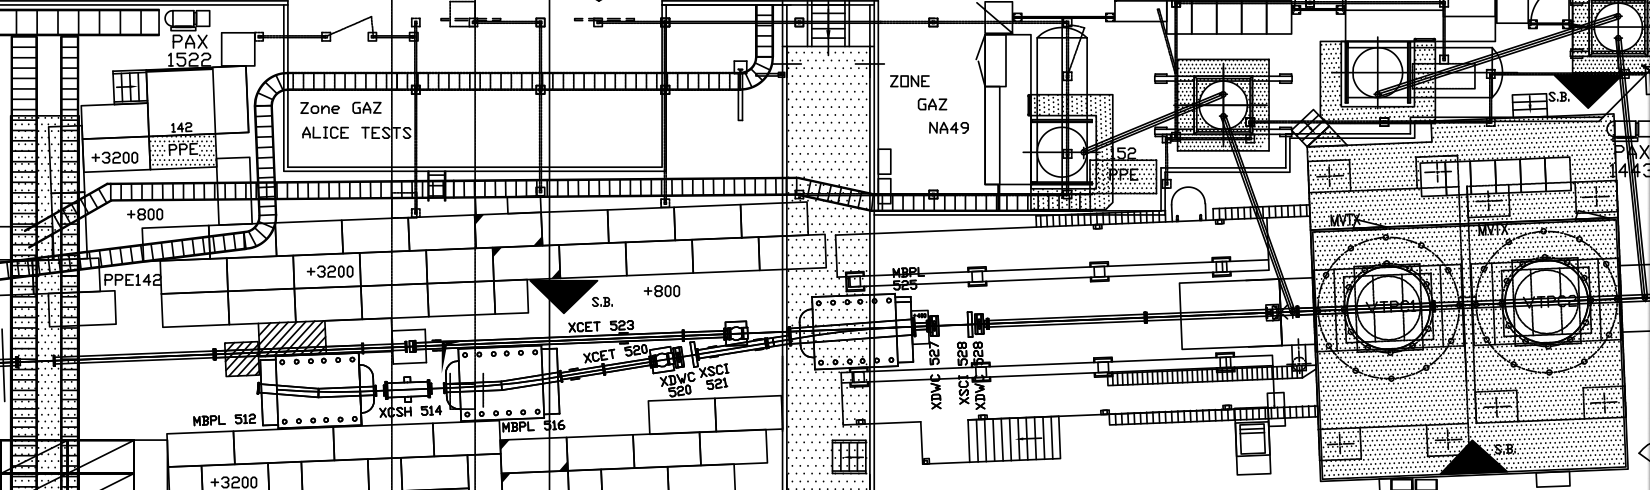 PAX
1522
ZONE
GAZ
NA49
Zone GAZ
ALICE TESTS
142
PPE
+3200
S.B.
152
PPE
PAX
1443
+800
MVTX
MVTX
+3200
PPE142
MBPL
525
+800
S.B.
VTPC1
VTPC2
XCET 523
XCET 520
XDWC
520
XSCI
521
XDWC 527
XSCI 528
XDWC 528
XCSH 514
MBPL 512
MBPL 516
S.B.
+3200